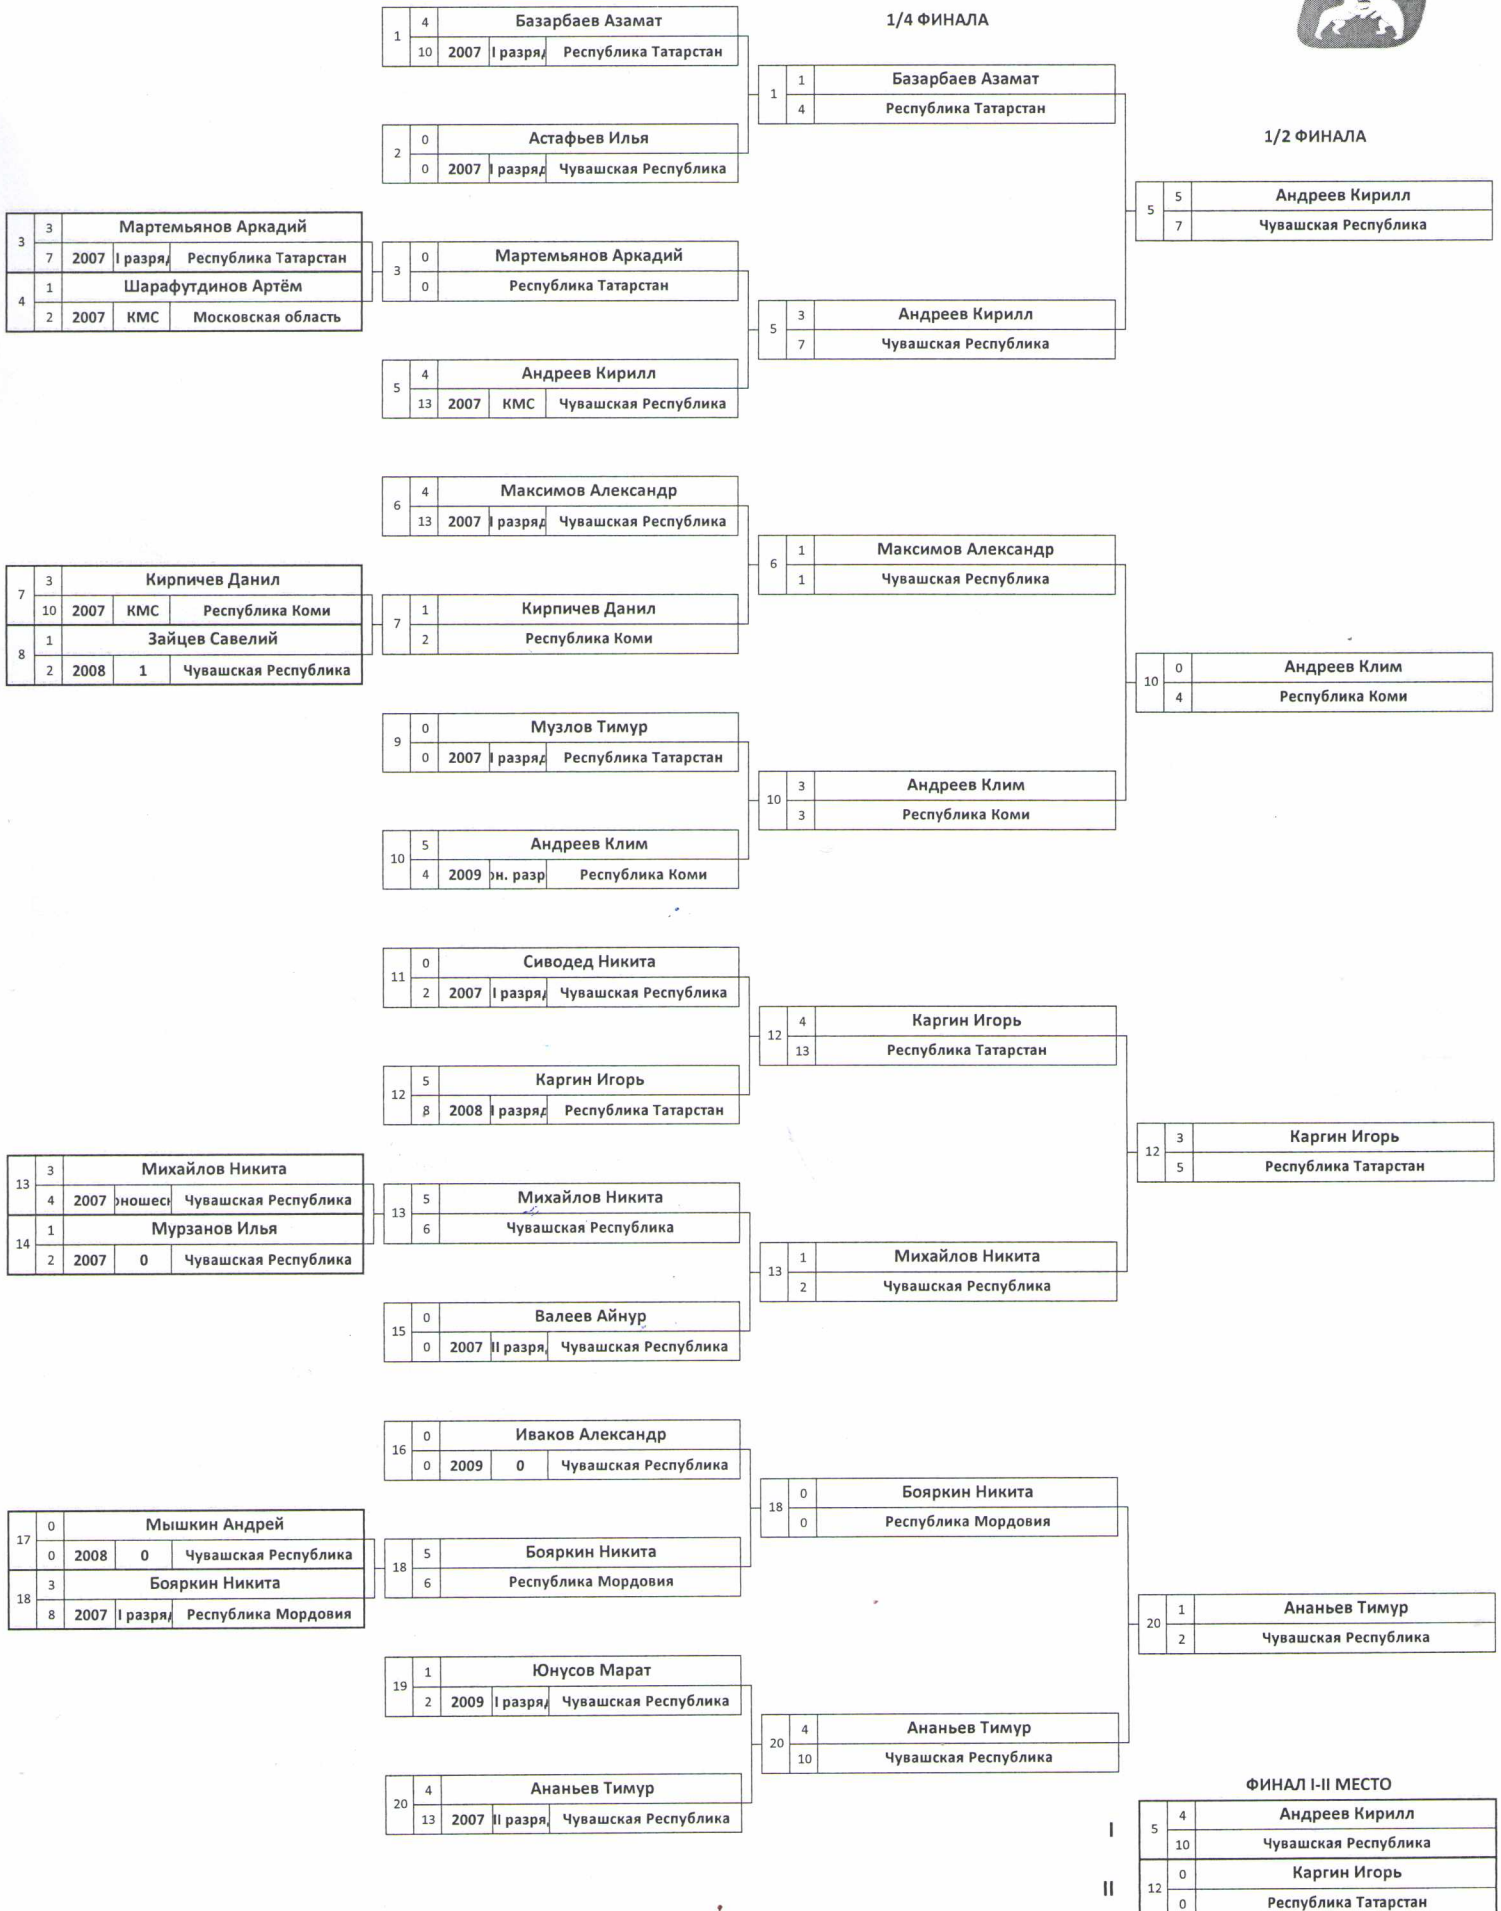 1 4 Базарбаев Азамат
10 2007 I разря Республика Татарстан
2 0 Астафьев Илья
0 2007 разряд Чувашская Республика
3 3 Мартемьянов Аркадий
7 2007 I разря Республика Татарстан
4 1 Шарафутдинов Артём
2 2007 КМС Московская область
3 0 Мартемьянов Аркадий
0 Республика Татарстан
5 4 Андреев Кирилл
13 2007 КМС Чувашская Республика
6 4 Максимов Александр
13 2007 разряд Чувашская Республика
7 3 Кирпичев Данил
10 2007 КМС Республика Коми
8 1 Зайцев Савелий
2 2008 1 Чувашская Республика
7 1 Кирпичев Данил
2 Республика Коми
9 0 Музлов Тимур
0 2007 разряд Республика Татарстан
10 5 Андреев Клим
4 2009 н. разр Республика Коми
11 0 Сиводед Никита
2 2007 I разря Чувашская Республика
12 5 Каргин Игорь
8 2008 разряд Республика Татарстан
13 3 Михайлов Никита
4 2007 ношес Чувашская Республика
14 1 Мурзанов Илья
2 2007 0 Чувашская Республика
13 5 Михайлов Никита
6 Чувашская Республика
15 0 Валеев Айнур
0 2007 II разря Чувашская Республика
16 0 Иваков Александр
0 2009 0 Чувашская Республика
17 0 Мышкин Андрей
0 2008 0 Чувашская Республика
18 3 Бояркин Никита
8 2007 I разря Республика Мордовия
18 5 Бояркин Никита
6 Республика Мордовия
19 1 Юнусов Марат
2 2009 I разря Чувашская Республика
20 4 Ананьев Тимур
13 2007 II разря Чувашская Республика
1/4 ФИНАЛА
1 1 Базарбаев Азамат
4 Республика Татарстан
5 3 Андреев Кирилл
7 Чувашская Республика
6 1 Максимов Александр
1 Чувашская Республика
10 3 Андреев Клим
3 Республика Коми
12 4 Каргин Игорь
13 Республика Татарстан
13 1 Михайлов Никита
2 Чувашская Республика
18 0 Бояркин Никита
0 Республика Мордовия
20 4 Ананьев Тимур
10 Чувашская Республика
1/2 ФИНАЛА
5 5 Андреев Кирилл
7 Чувашская Республика
10 0 Андреев Клим
4 Республика Коми
12 3 Каргин Игорь
5 Республика Татарстан
20 1 Ананьев Тимур
2 Чувашская Республика
ФИНАЛ I-II МЕСТО
I 5 4 Андреев Кирилл
10 Чувашская Республика
II 12 0 Каргин Игорь
0 Республика Татарстан